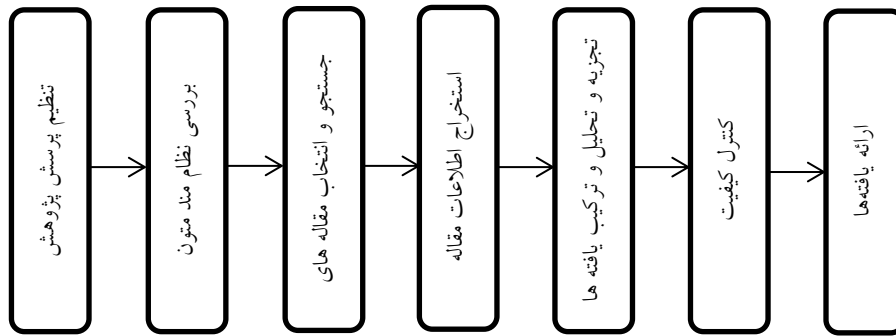 تنظیم پرسش پژوهش
بررسی نظام مند متون
جستجو و انتخاب مقاله های
استخراج اطلاعات مقاله
تجزیه و تحلیل و ترکیب یافته ها
کنترل کیفیت
ارائه یافته‌ها